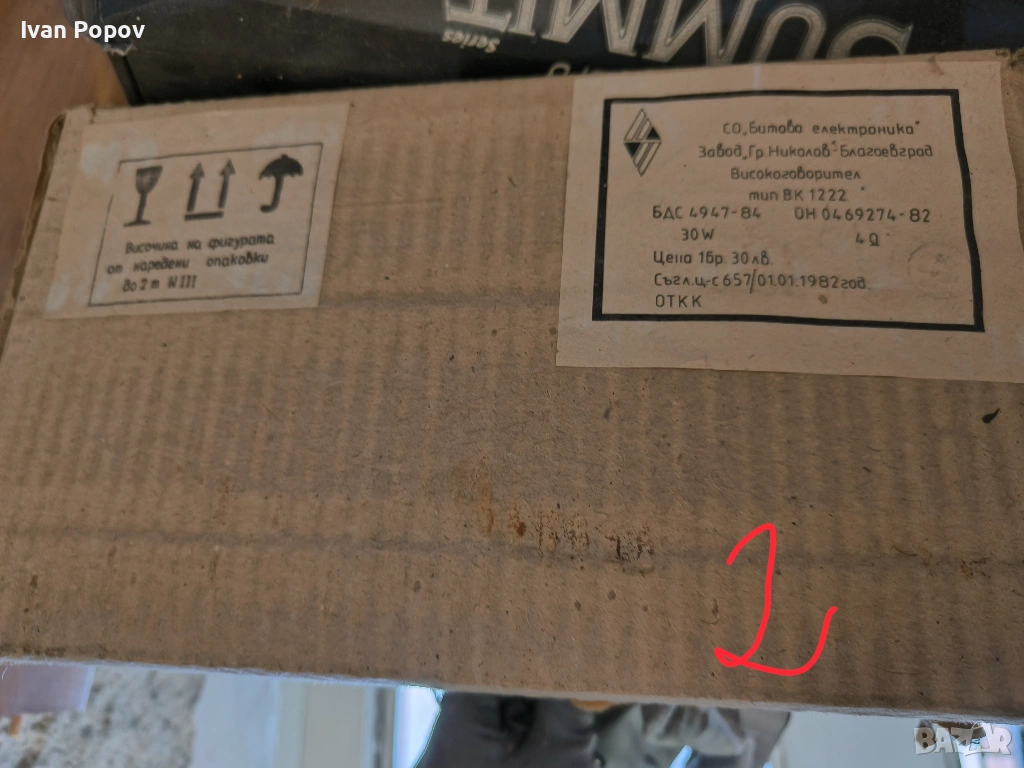 Ivan Popov
SUMMIT
Series
СО„Битова електроника“
Завод„Гр.Николов“-Благоевград
Високоговорител
тип ВК 1222
БДС 4947-84 ОН 0469274-82
30W 4Ω
Цена 1бр. 30лв.
Съгл.ц-с 657/01.01.1982год.
ОТКК
Височина на фигурата
от наредени опаковки
до 2 m N III
2
BAZAR